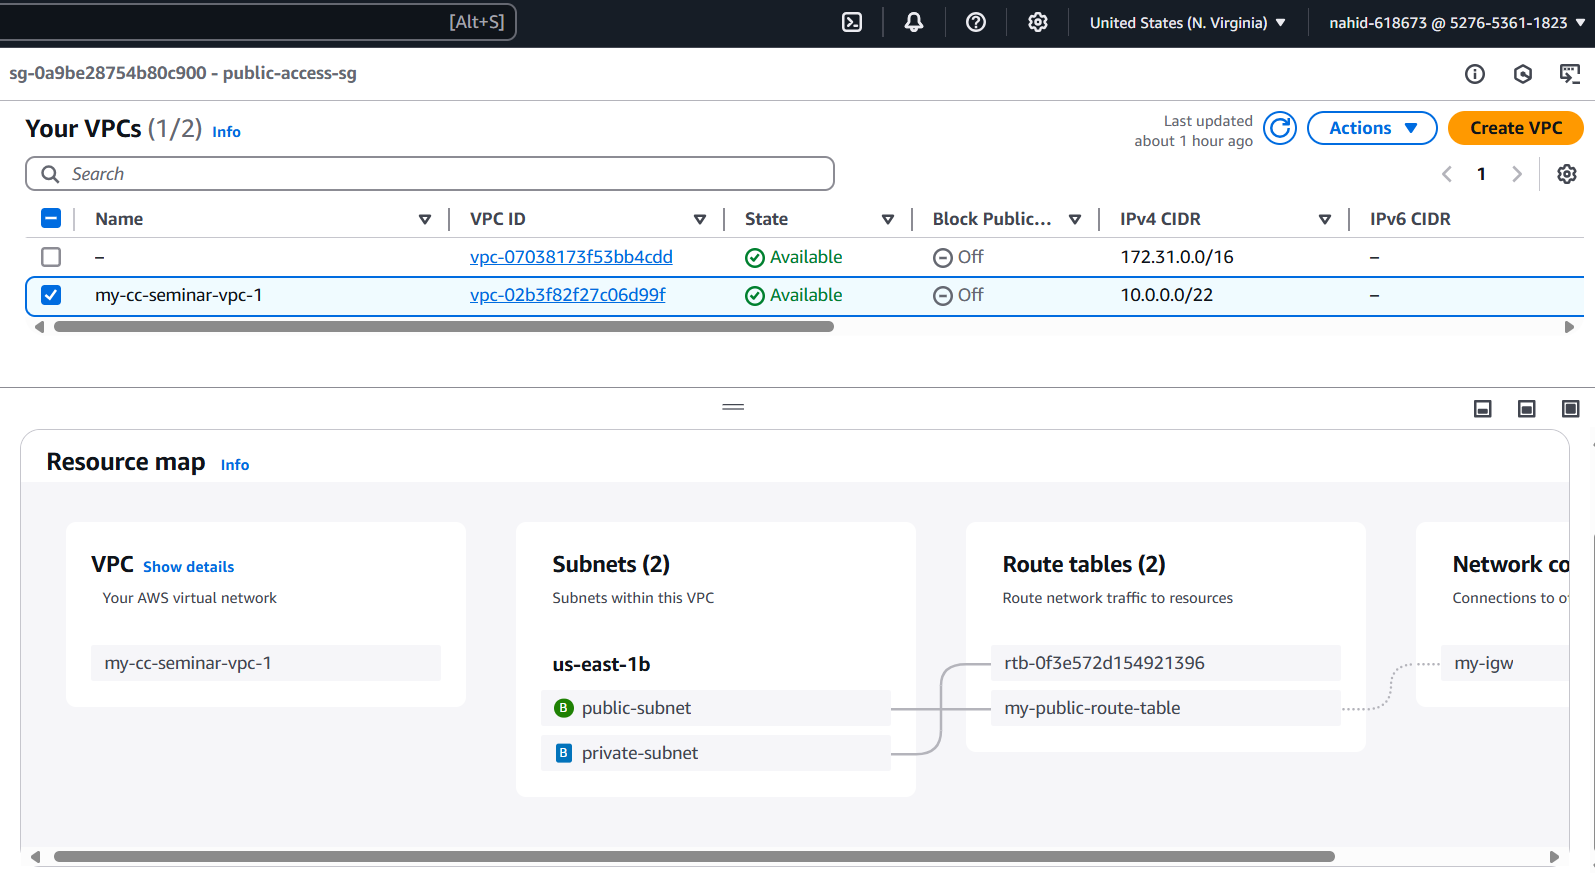 [Alt+S]
United States (N. Virginia)
nahid-618673 @ 5276-5361-1823
sg-0a9be28754b80c900 - public-access-sg
Your VPCs (1/2) Info
Last updated
about 1 hour ago
Actions
Create VPC
Search
1
Name VPC ID State Block Public... IPv4 CIDR IPv6 CIDR
– vpc-07038173f53bb4cdd Available Off 172.31.0.0/16 –
my-cc-seminar-vpc-1 vpc-02b3f82f27c06d99f Available Off 10.0.0.0/22 –
Resource map Info
VPC Show details
Your AWS virtual network
my-cc-seminar-vpc-1
Subnets (2)
Subnets within this VPC
us-east-1b
B public-subnet
B private-subnet
Route tables (2)
Route network traffic to resources
rtb-0f3e572d154921396
my-public-route-table
Network co
Connections to o
my-igw